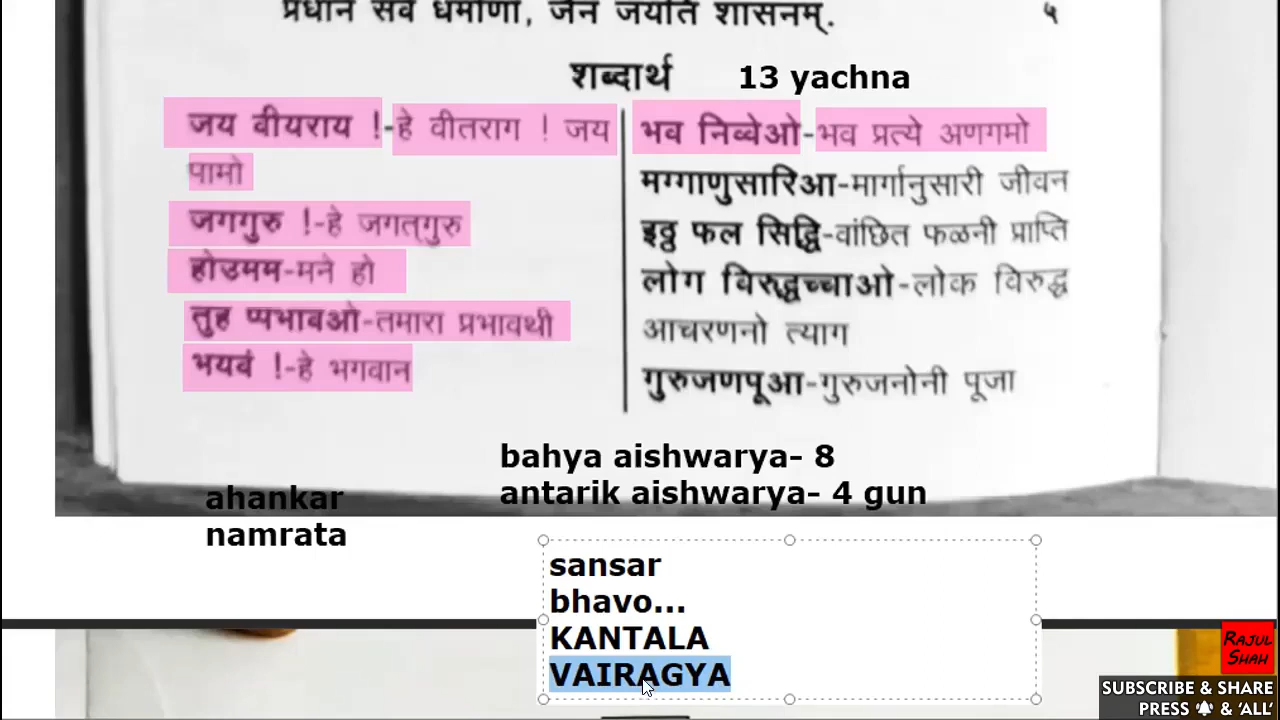 प्रधानं सर्व धर्माणां, जैनं जयति शासनम्. ५
शब्दार्थ 13 yachna
जय वीयराय !-हे वीतराग ! जय
पामो
जगगुरु !-हे जगत्गुरु
होउमम-मने हो
तुह प्पभावओ-तमारा प्रभावथी
भयवं !-हे भगवान
भव निव्वेओ-भव प्रत्ये अणगमो
मग्गाणुसारिआ-मार्गानुसारी जीवन
इठ्ठ फल सिद्धि-वांछित फळनी प्राप्ति
लोग विरुद्धच्चाओ-लोक विरुद्ध
आचरणनो त्याग
गुरुजणपूआ-गुरुजनोनी पूजा
bahya aishwarya- 8
antarik aishwarya- 4 gun
ahankar
namrata
sansar
bhavo...
KANTALA
VAIRAGYA
RAJUL
SHAH
SUBSCRIBE & SHARE
PRESS & 'ALL'